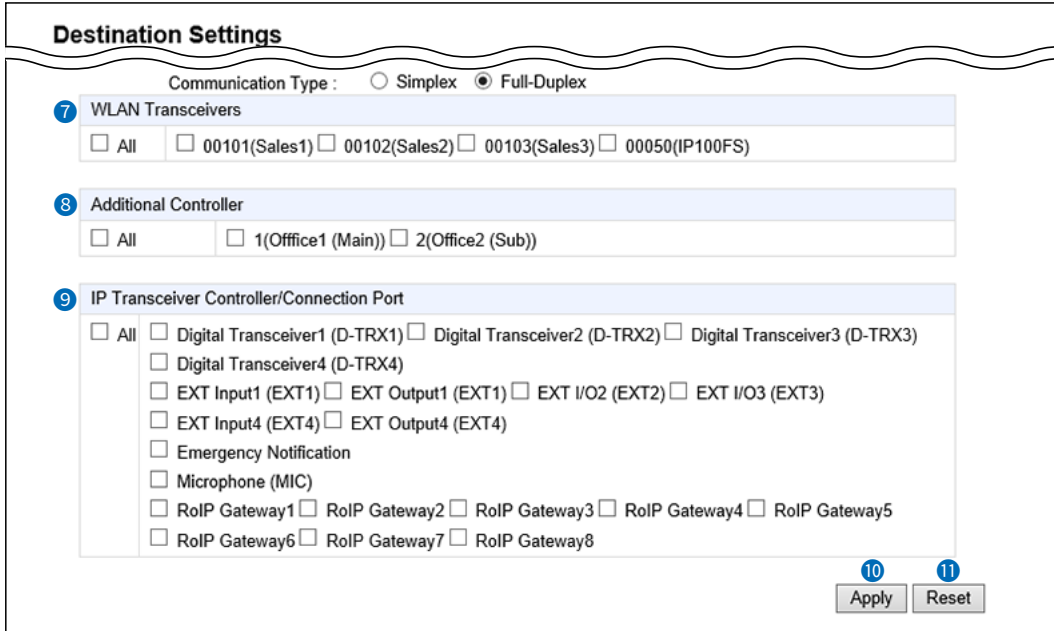 Destination Settings
Communication Type : Simplex Full-Duplex
7 WLAN Transceivers
All 00101(Sales1) 00102(Sales2) 00103(Sales3) 00050(IP100FS)
8 Additional Controller
All 1(Offfice1 (Main)) 2(Office2 (Sub))
9 IP Transceiver Controller/Connection Port
All Digital Transceiver1 (D-TRX1) Digital Transceiver2 (D-TRX2) Digital Transceiver3 (D-TRX3)
Digital Transceiver4 (D-TRX4)
EXT Input1 (EXT1) EXT Output1 (EXT1) EXT I/O2 (EXT2) EXT I/O3 (EXT3)
EXT Input4 (EXT4) EXT Output4 (EXT4)
Emergency Notification
Microphone (MIC)
RoIP Gateway1 RoIP Gateway2 RoIP Gateway3 RoIP Gateway4 RoIP Gateway5
RoIP Gateway6 RoIP Gateway7 RoIP Gateway8
10 11
Apply Reset